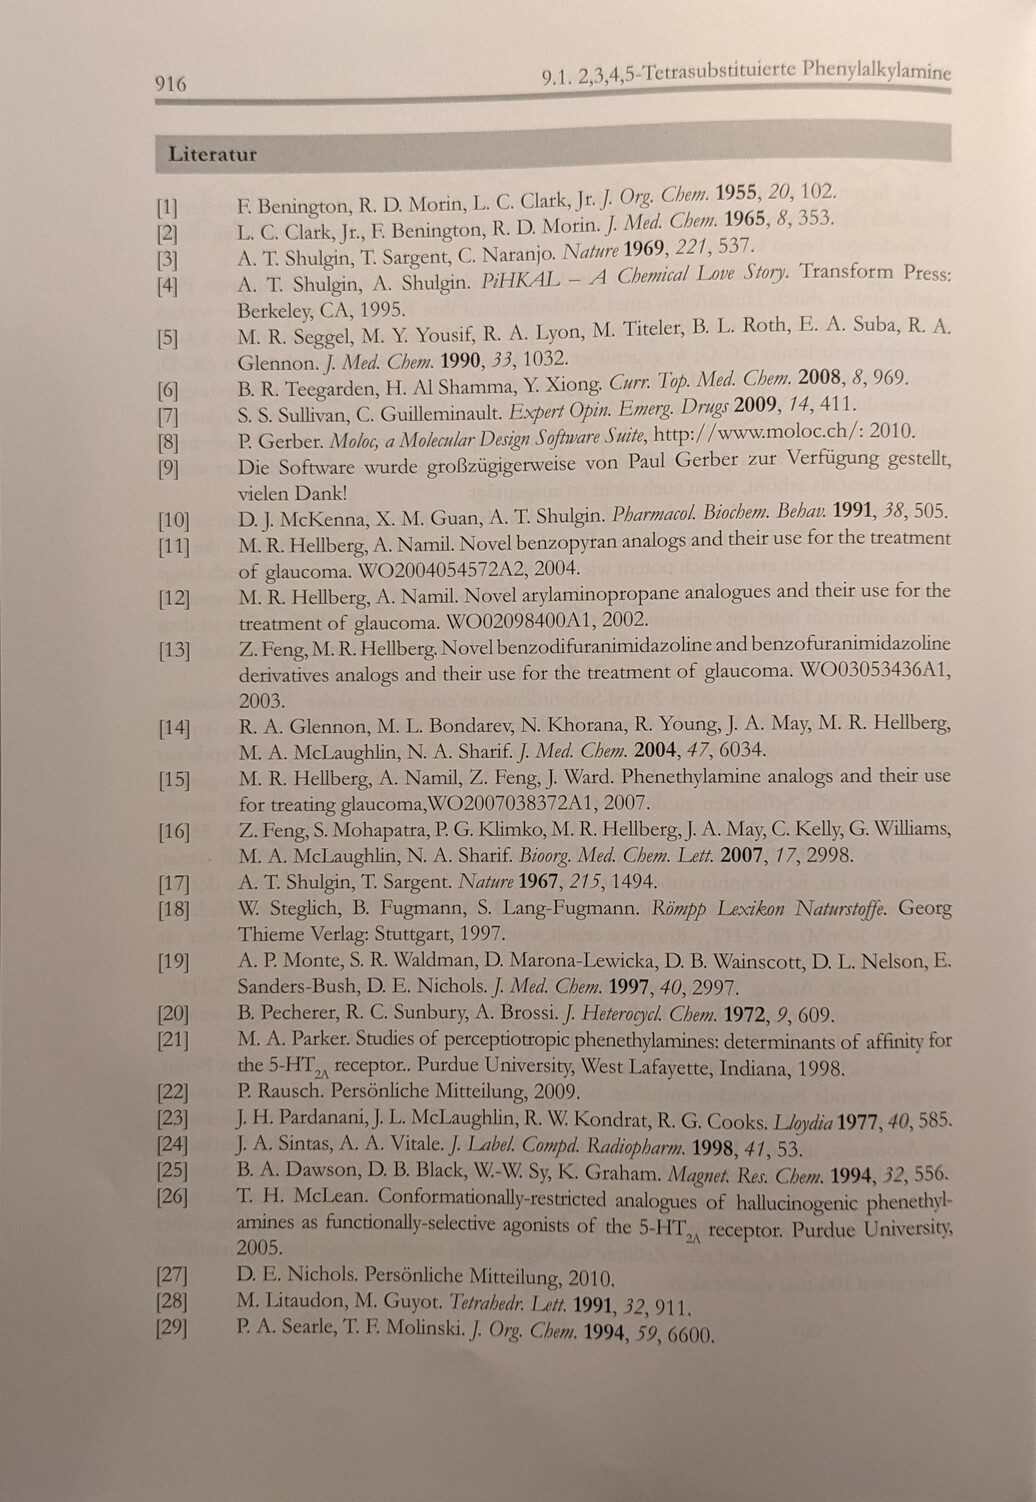 916
9.1. 2,3,4,5-Tetrasubstituierte Phenylalkylamine
Literatur
[1] F. Benington, R. D. Morin, L. C. Clark, Jr. J. Org. Chem. 1955, 20, 102.
[2] L. C. Clark, Jr., F. Benington, R. D. Morin. J. Med. Chem. 1965, 8, 353.
[3] A. T. Shulgin, T. Sargent, C. Naranjo. Nature 1969, 221, 537.
[4] A. T. Shulgin, A. Shulgin. PiHKAL – A Chemical Love Story. Transform Press:
Berkeley, CA, 1995.
[5] M. R. Seggel, M. Y. Yousif, R. A. Lyon, M. Titeler, B. L. Roth, E. A. Suba, R. A.
Glennon. J. Med. Chem. 1990, 33, 1032.
[6] B. R. Teegarden, H. Al Shamma, Y. Xiong. Curr. Top. Med. Chem. 2008, 8, 969.
[7] S. S. Sullivan, C. Guilleminault. Expert Opin. Emerg. Drugs 2009, 14, 411.
[8] P. Gerber. Moloc, a Molecular Design Software Suite, http://www.moloc.ch/: 2010.
[9] Die Software wurde großzügigerweise von Paul Gerber zur Verfügung gestellt,
vielen Dank!
[10] D. J. McKenna, X. M. Guan, A. T. Shulgin. Pharmacol. Biochem. Behav. 1991, 38, 505.
[11] M. R. Hellberg, A. Namil. Novel benzopyran analogs and their use for the treatment
of glaucoma. WO2004054572A2, 2004.
[12] M. R. Hellberg, A. Namil. Novel arylaminopropane analogues and their use for the
treatment of glaucoma. WO02098400A1, 2002.
[13] Z. Feng, M. R. Hellberg. Novel benzodifuranimidazoline and benzofuranimidazoline
derivatives analogs and their use for the treatment of glaucoma. WO03053436A1,
2003.
[14] R. A. Glennon, M. L. Bondarev, N. Khorana, R. Young, J. A. May, M. R. Hellberg,
M. A. McLaughlin, N. A. Sharif. J. Med. Chem. 2004, 47, 6034.
[15] M. R. Hellberg, A. Namil, Z. Feng, J. Ward. Phenethylamine analogs and their use
for treating glaucoma,WO2007038372A1, 2007.
[16] Z. Feng, S. Mohapatra, P. G. Klimko, M. R. Hellberg, J. A. May, C. Kelly, G. Williams,
M. A. McLaughlin, N. A. Sharif. Bioorg. Med. Chem. Lett. 2007, 17, 2998.
[17] A. T. Shulgin, T. Sargent. Nature 1967, 215, 1494.
[18] W. Steglich, B. Fugmann, S. Lang-Fugmann. Römpp Lexikon Naturstoffe. Georg
Thieme Verlag: Stuttgart, 1997.
[19] A. P. Monte, S. R. Waldman, D. Marona-Lewicka, D. B. Wainscott, D. L. Nelson, E.
Sanders-Bush, D. E. Nichols. J. Med. Chem. 1997, 40, 2997.
[20] B. Pecherer, R. C. Sunbury, A. Brossi. J. Heterocycl. Chem. 1972, 9, 609.
[21] M. A. Parker. Studies of perceptiotropic phenethylamines: determinants of affinity for
the 5-HT2A receptor.. Purdue University, West Lafayette, Indiana, 1998.
[22] P. Rausch. Persönliche Mitteilung, 2009.
[23] J. H. Pardanani, J. L. McLaughlin, R. W. Kondrat, R. G. Cooks. Lloydia 1977, 40, 585.
[24] J. A. Sintas, A. A. Vitale. J. Label. Compd. Radiopharm. 1998, 41, 53.
[25] B. A. Dawson, D. B. Black, W.-W. Sy, K. Graham. Magnet. Res. Chem. 1994, 32, 556.
[26] T. H. McLean. Conformationally-restricted analogues of hallucinogenic phenethyl-
amines as functionally-selective agonists of the 5-HT2A receptor. Purdue University,
2005.
[27] D. E. Nichols. Persönliche Mitteilung, 2010.
[28] M. Litaudon, M. Guyot. Tetrahedr. Lett. 1991, 32, 911.
[29] P. A. Searle, T. F. Molinski. J. Org. Chem. 1994, 59, 6600.